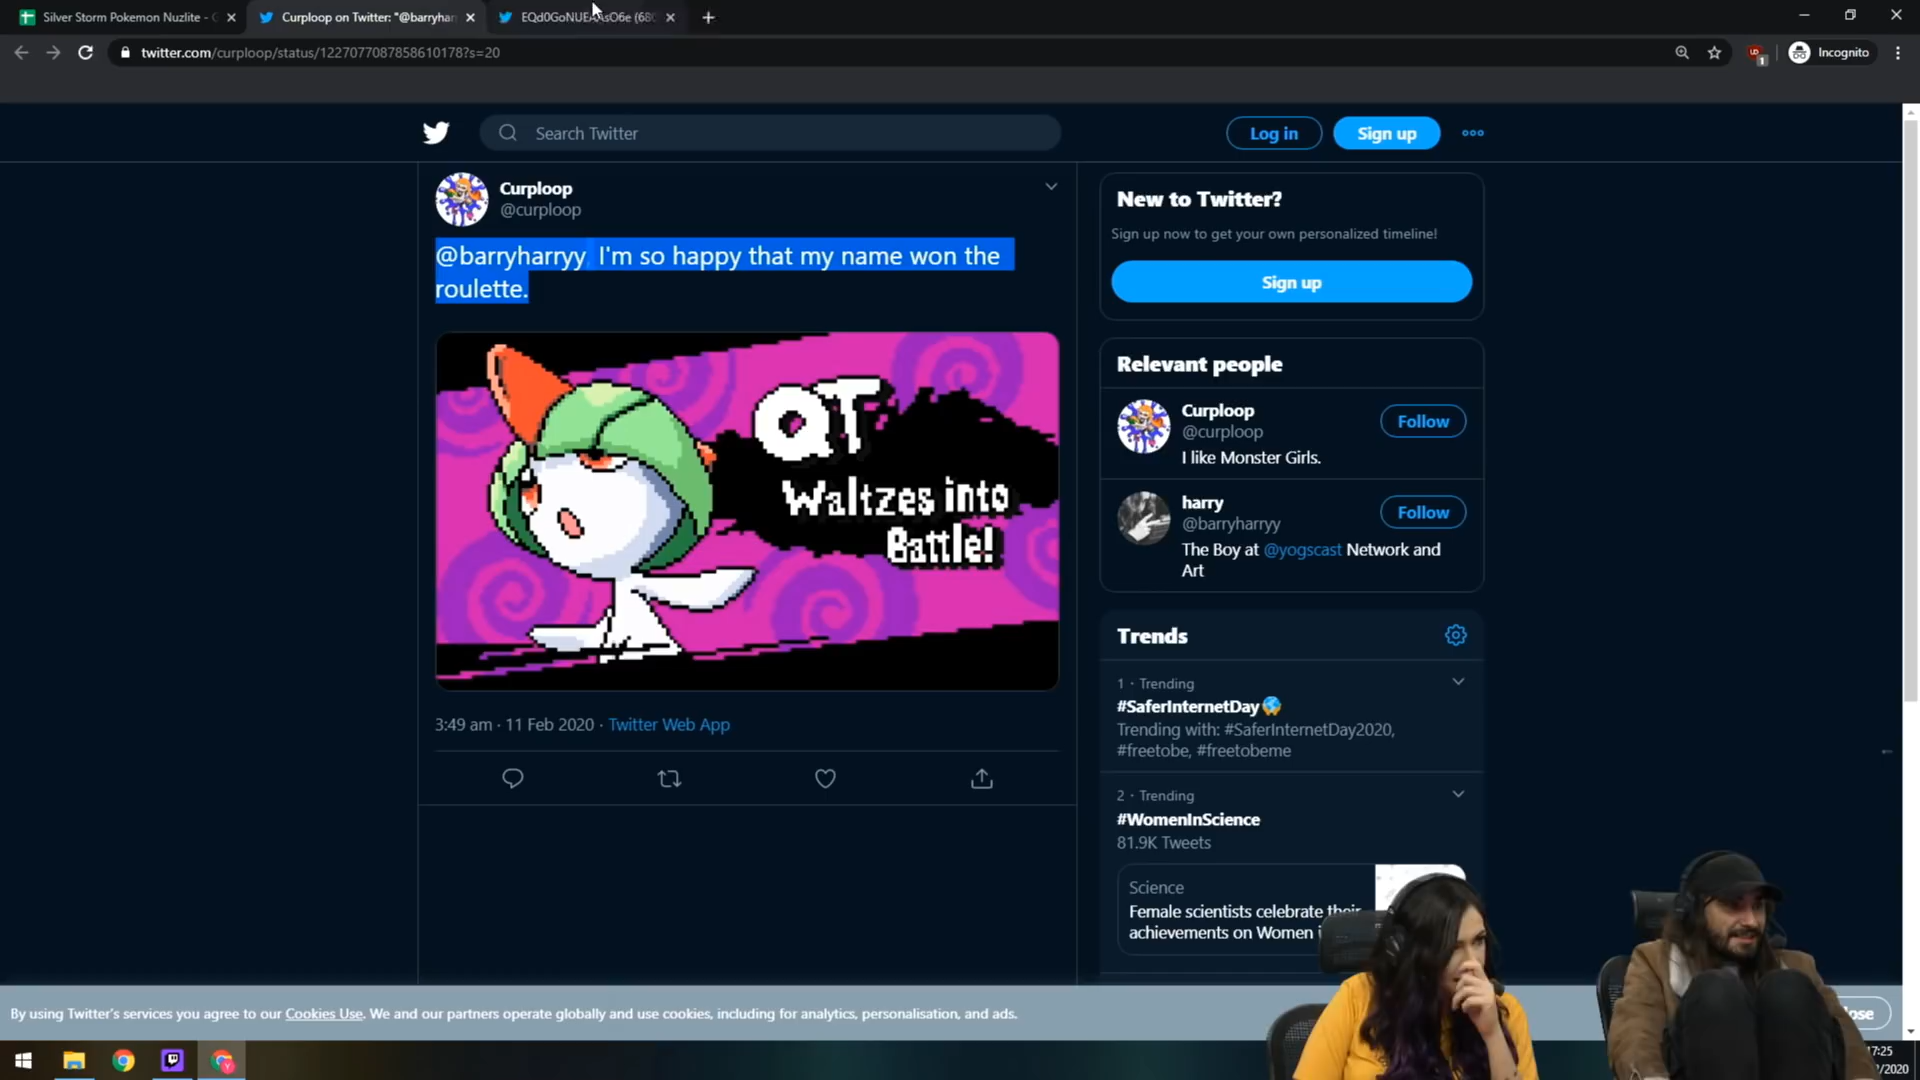 Silver Storm Pokemon Nuzlite - G
Curploop on Twitter: "@barryhar
twitter.com/curploop/status/1227077087858610178?s=20
1
Incognito
Search Twitter
Log in
Sign up
Curploop
@curploop
@barryharryy I'm so happy that my name won the
roulette.
QT
Waltzes into
Battle!
3:49 am · 11 Feb 2020 · Twitter Web App
New to Twitter?
Sign up now to get your own personalized timeline!
Sign up
Relevant people
Curploop
@curploop
Follow
I like Monster Girls.
harry
@barryharryy
Follow
The Boy at @yogscast Network and
Art
Trends
1 · Trending
#SaferInternetDay
Trending with: #SaferInternetDay2020,
#freetobe, #freetobeme
2 · Trending
#WomenInScience
81.9K Tweets
Science
Female scientists celebrate their
achievements on Women
By using Twitter's services you agree to our Cookies Use. We and our partners operate globally and use cookies, including for analytics, personalisation, and ads.
17:25
/2020